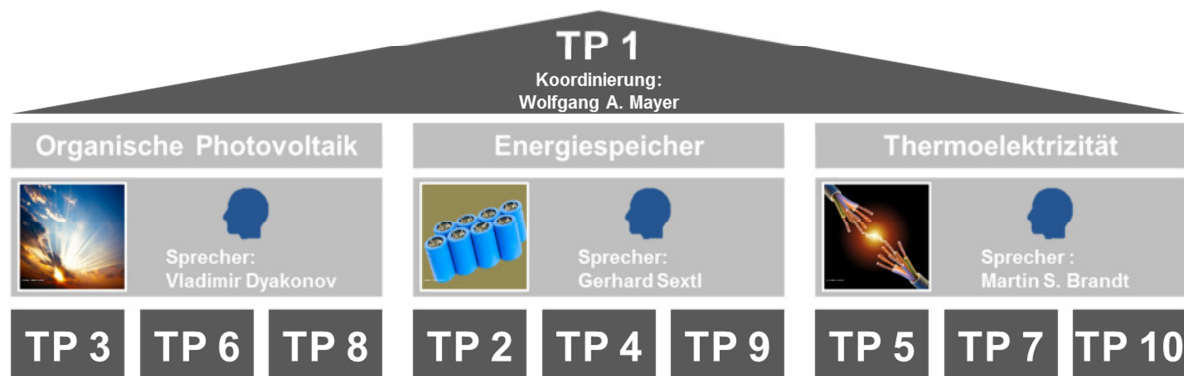 TP 1
Koordinierung:
Wolfgang A. Mayer
Organische Photovoltaik
Energiespeicher
Thermoelektrizität
Sprecher:
Vladimir Dyakonov
Sprecher:
Gerhard Sextl
Sprecher :
Martin S. Brandt
TP 3
TP 6
TP 8
TP 2
TP 4
TP 9
TP 5
TP 7
TP 10